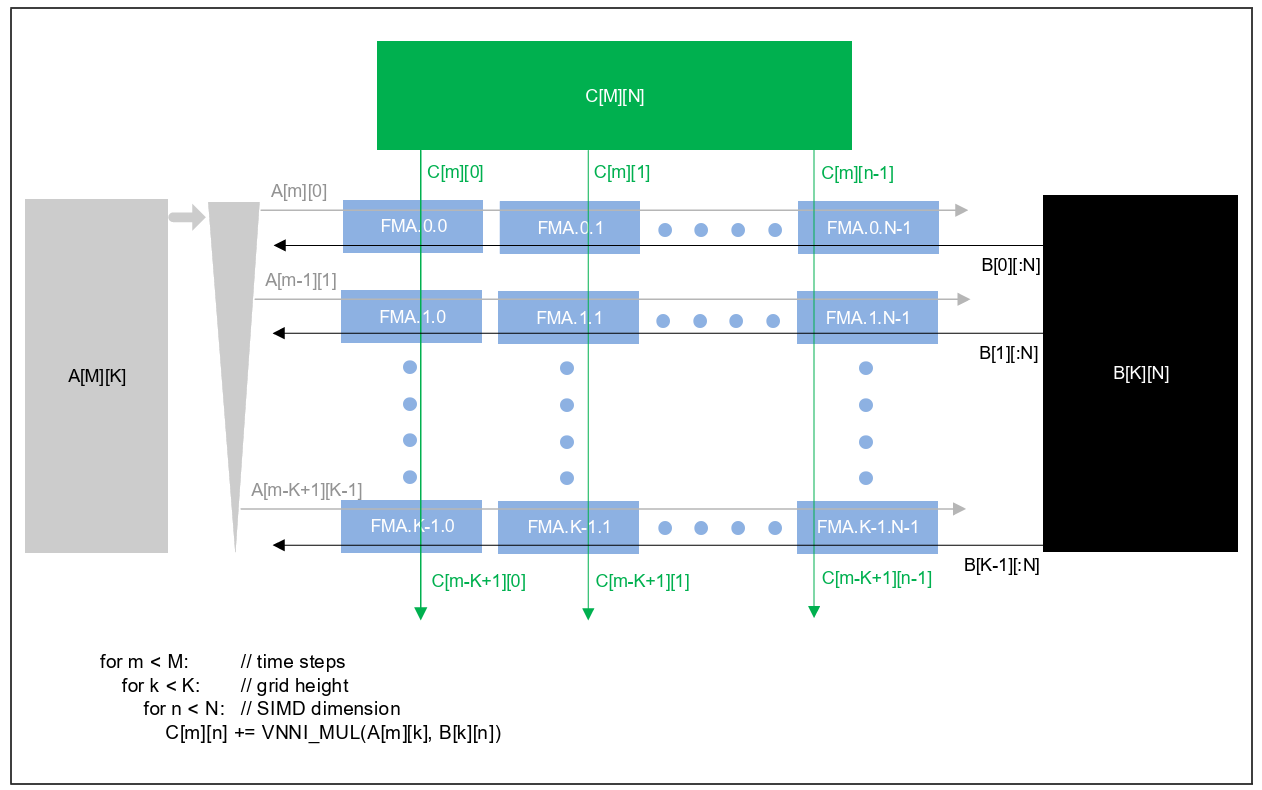 C[M][N]
C[m][0]
C[m][1]
C[m][n-1]
A[m][0]
FMA.0.0
FMA.0.1
FMA.0.N-1
B[0][:N]
A[m-1][1]
FMA.1.0
FMA.1.1
FMA.1.N-1
B[1][:N]
A[M][K]
B[K][N]
A[m-K+1][K-1]
FMA.K-1.0
FMA.K-1.1
FMA.K-1.N-1
B[K-1][:N]
C[m-K+1][0]
C[m-K+1][1]
C[m-K+1][n-1]
for m < M: // time steps
for k < K: // grid height
for n < N: // SIMD dimension
C[m][n] += VNNI_MUL(A[m][k], B[k][n])